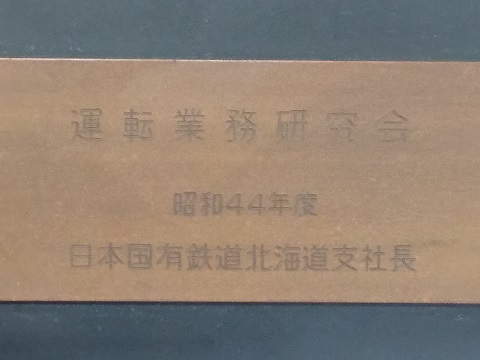 運転業務研究会
昭和44年度
日本国有鉄道北海道支社長